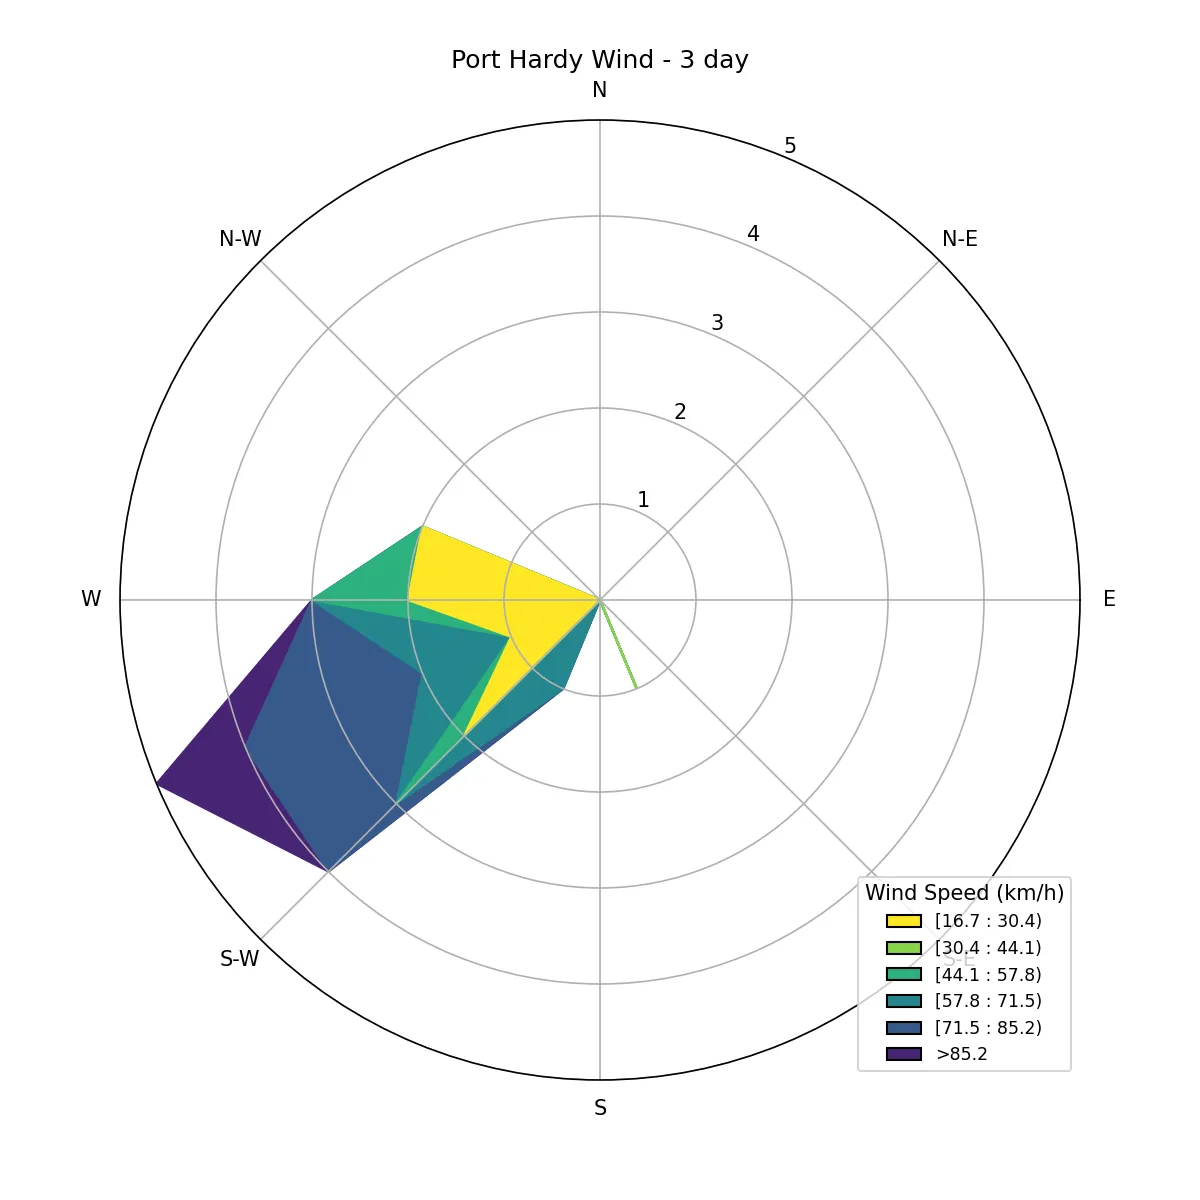 Port Hardy Wind - 3 day
N
5
N-W
N-E
4
3
2
1
W
E
S-W
S-E
S
Wind Speed (km/h)
[16.7 : 30.4)
[30.4 : 44.1)
[44.1 : 57.8)
[57.8 : 71.5)
[71.5 : 85.2)
>85.2